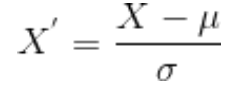 X' = (X − μ) / σ